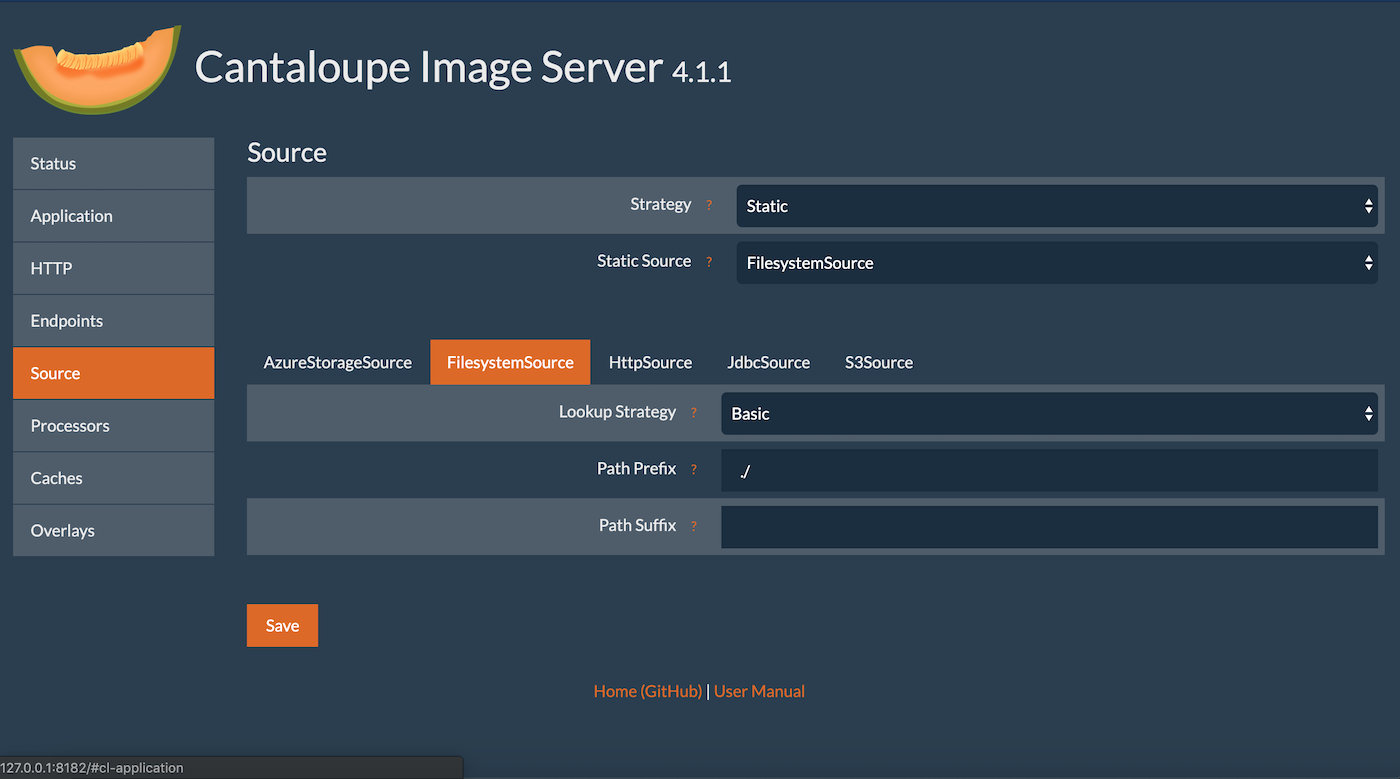 Cantaloupe Image Server 4.1.1
Status
Application
HTTP
Endpoints
Source
Processors
Caches
Overlays
Source
Strategy ? Static
Static Source ? FilesystemSource
AzureStorageSource FilesystemSource HttpSource JdbcSource S3Source
Lookup Strategy ? Basic
Path Prefix ? ./
Path Suffix ?
Save
Home (GitHub) | User Manual
127.0.0.1:8182/#cl-application